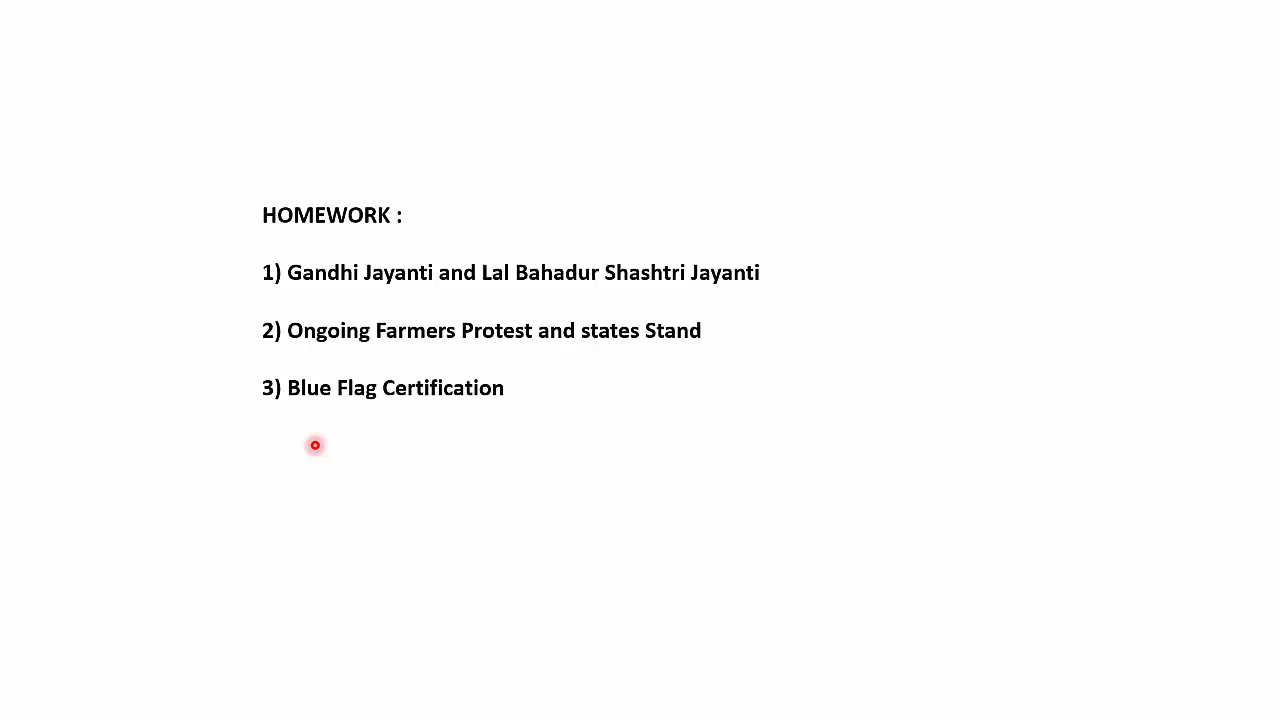 HOMEWORK :
1) Gandhi Jayanti and Lal Bahadur Shashtri Jayanti
2) Ongoing Farmers Protest and states Stand
3) Blue Flag Certification